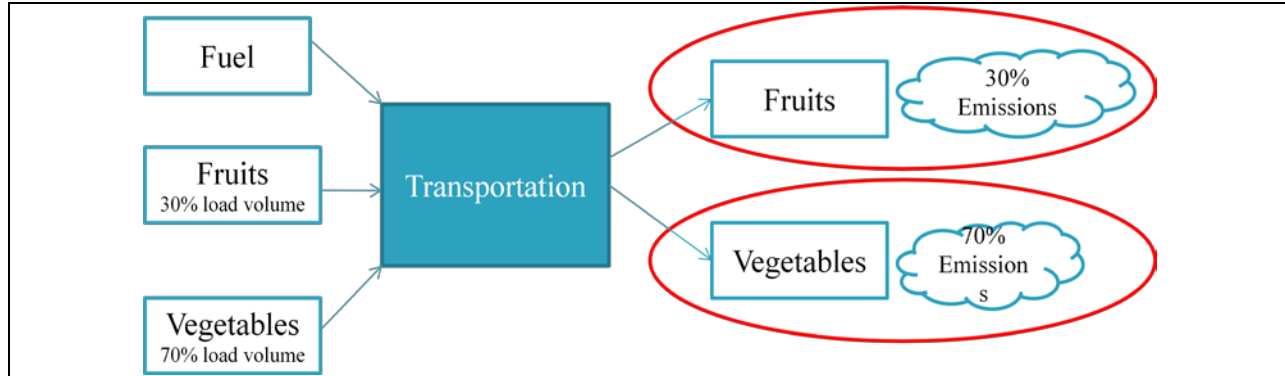 Fuel
Fruits
30% load volume
Vegetables
70% load volume
Transportation
Fruits
30%
Emissions
Vegetables
70%
Emission
s